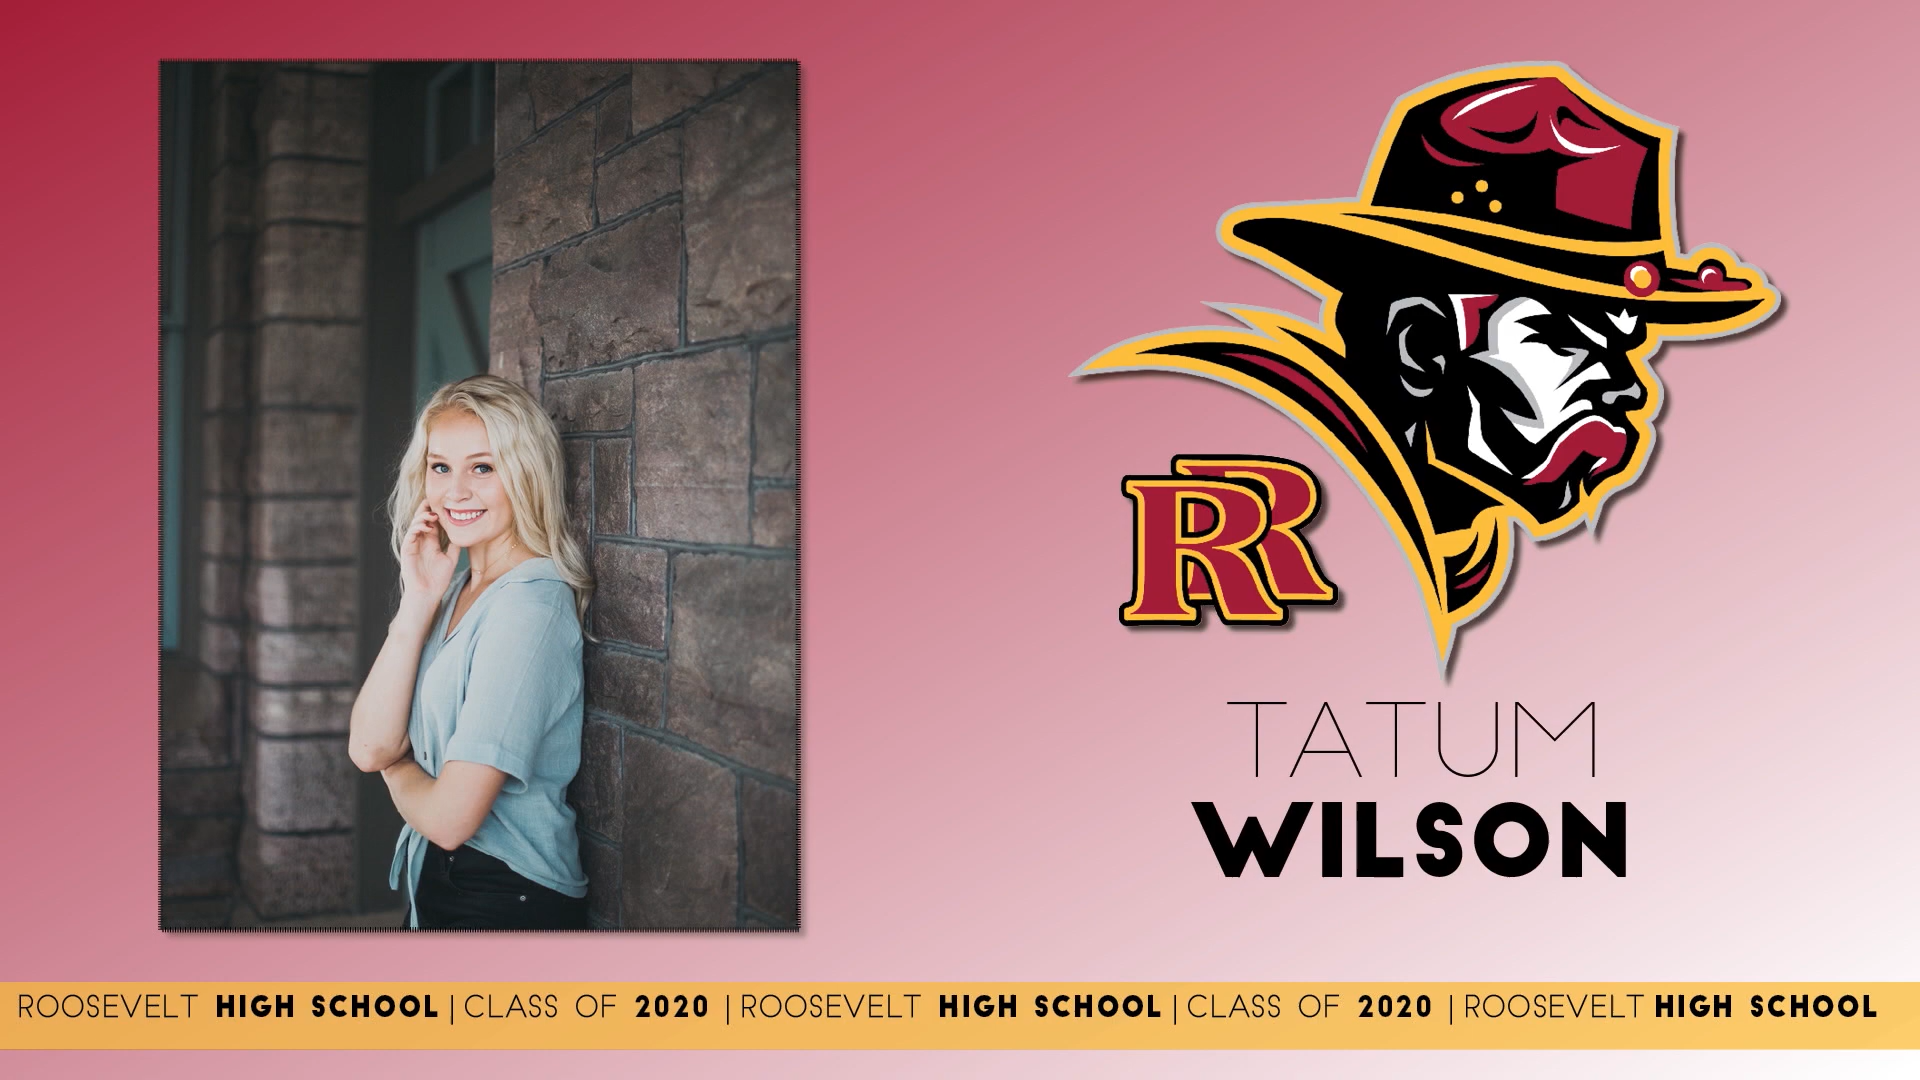 RR
TATUM
WILSON
ROOSEVELT HIGH SCHOOL | CLASS OF 2020 | ROOSEVELT HIGH SCHOOL | CLASS OF 2020 | ROOSEVELT HIGH SCHOOL